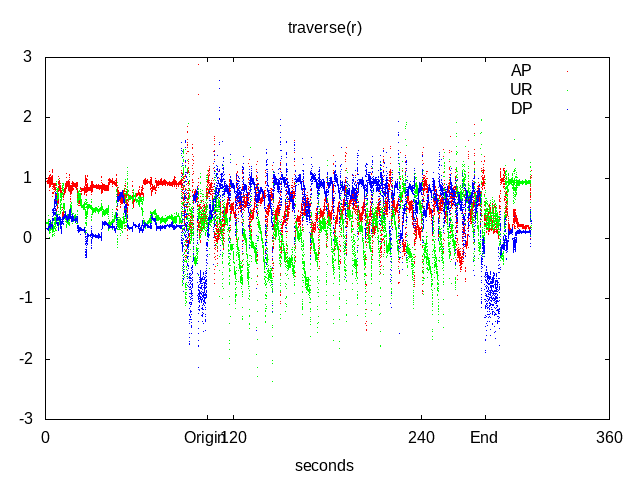 traverse(r)
3
AP
UR
DP
2
1
0
-1
-2
-3
0 Origin 120 240 End 360
seconds